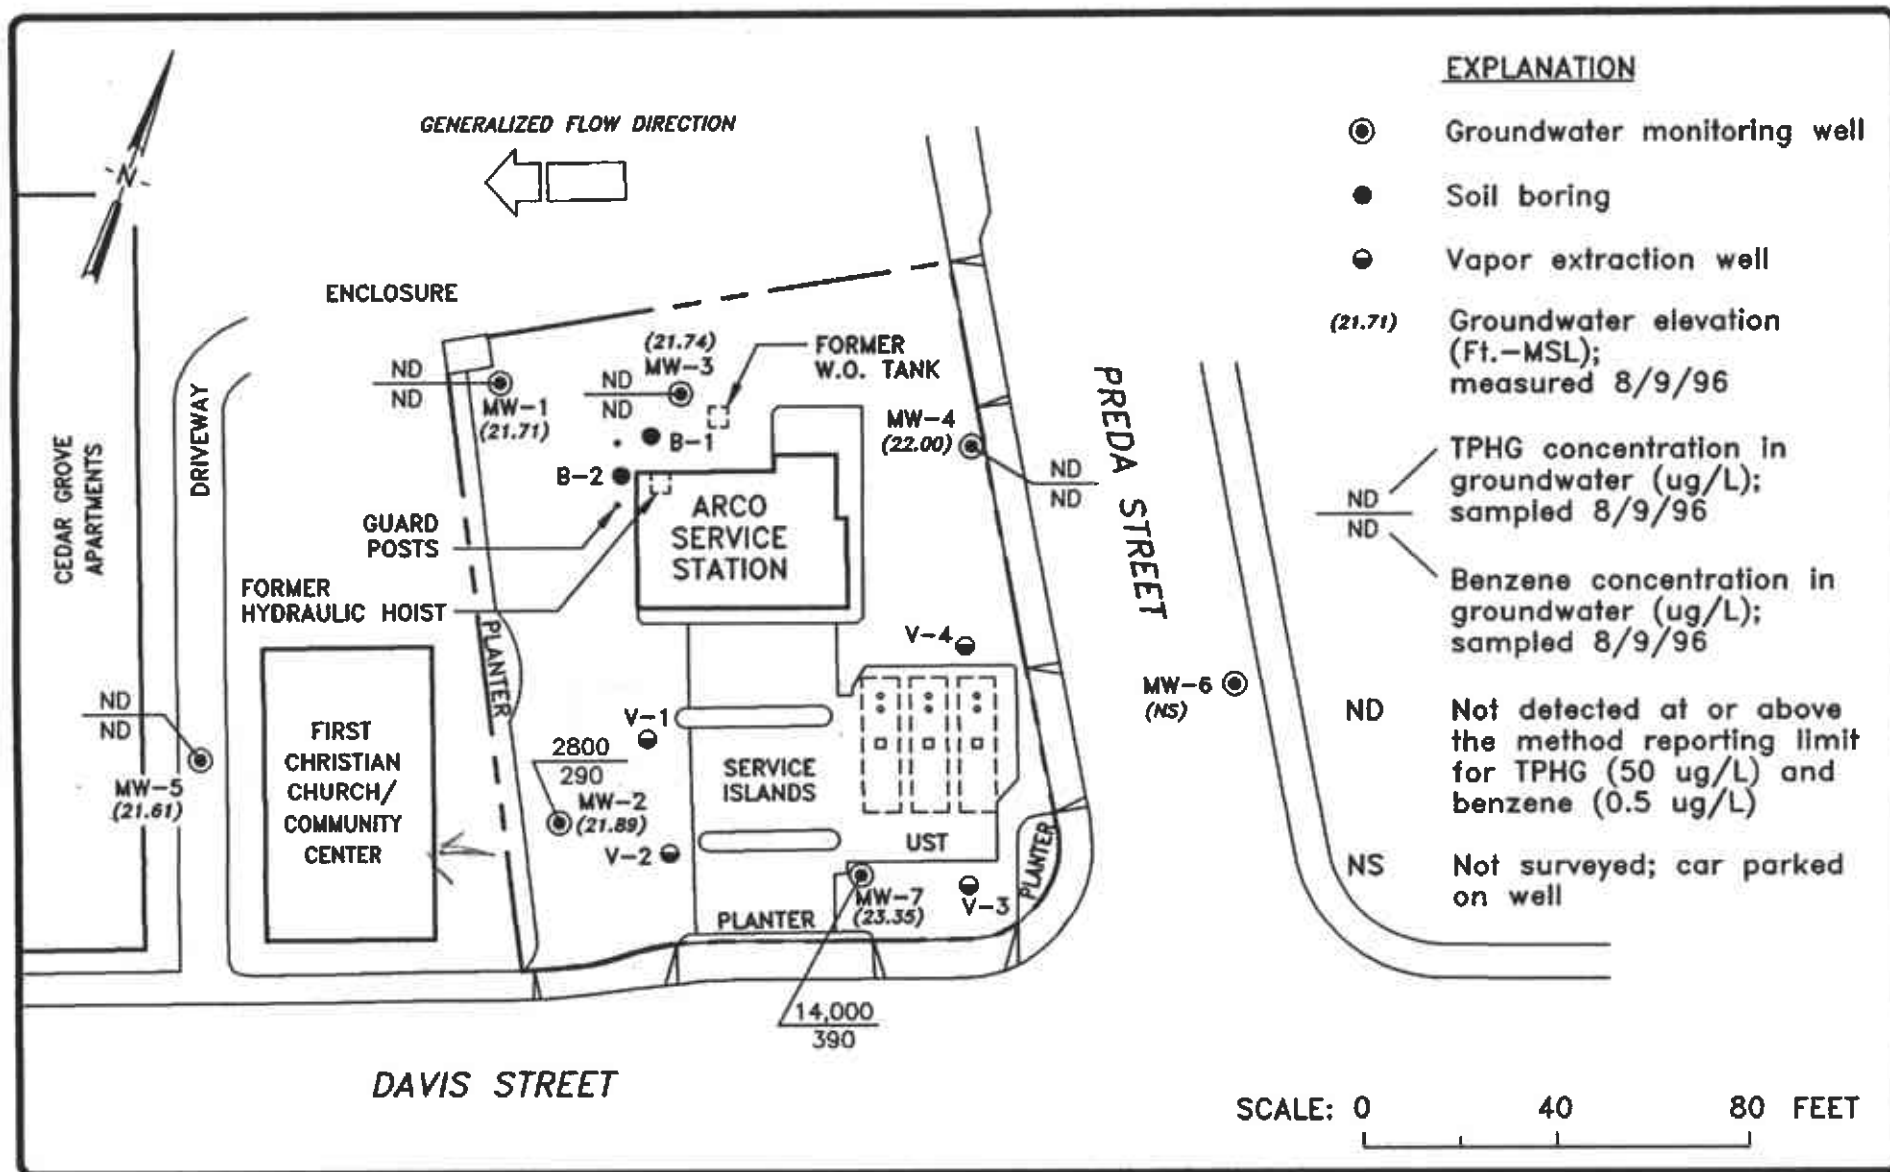 GENERALIZED FLOW DIRECTION
N
ENCLOSURE
(21.74)
MW-3
ND
ND
FORMER
W.O. TANK
ND
ND
MW-1
(21.71)
B-1
B-2
MW-4
(22.00)
ND
ND
PREDA STREET
DRIVEWAY
CEDAR GROVE
APARTMENTS
GUARD
POSTS
ARCO
SERVICE
STATION
FORMER
HYDRAULIC HOIST
PLANTER
V-4
MW-6
(NS)
ND
ND
MW-5
(21.61)
FIRST
CHRISTIAN
CHURCH/
COMMUNITY
CENTER
V-1
2800
290
MW-2
(21.89)
V-2
SERVICE
ISLANDS
UST
PLANTER
MW-7
(23.35)
V-3
PLANTER
14,000
390
DAVIS STREET
EXPLANATION
Groundwater monitoring well
Soil boring
Vapor extraction well
(21.71) Groundwater elevation
(Ft.-MSL);
measured 8/9/96
TPHG concentration in
groundwater (ug/L);
sampled 8/9/96
ND
ND
Benzene concentration in
groundwater (ug/L);
sampled 8/9/96
ND Not detected at or above
the method reporting limit
for TPHG (50 ug/L) and
benzene (0.5 ug/L)
NS Not surveyed; car parked
on well
SCALE: 0 40 80 FEET